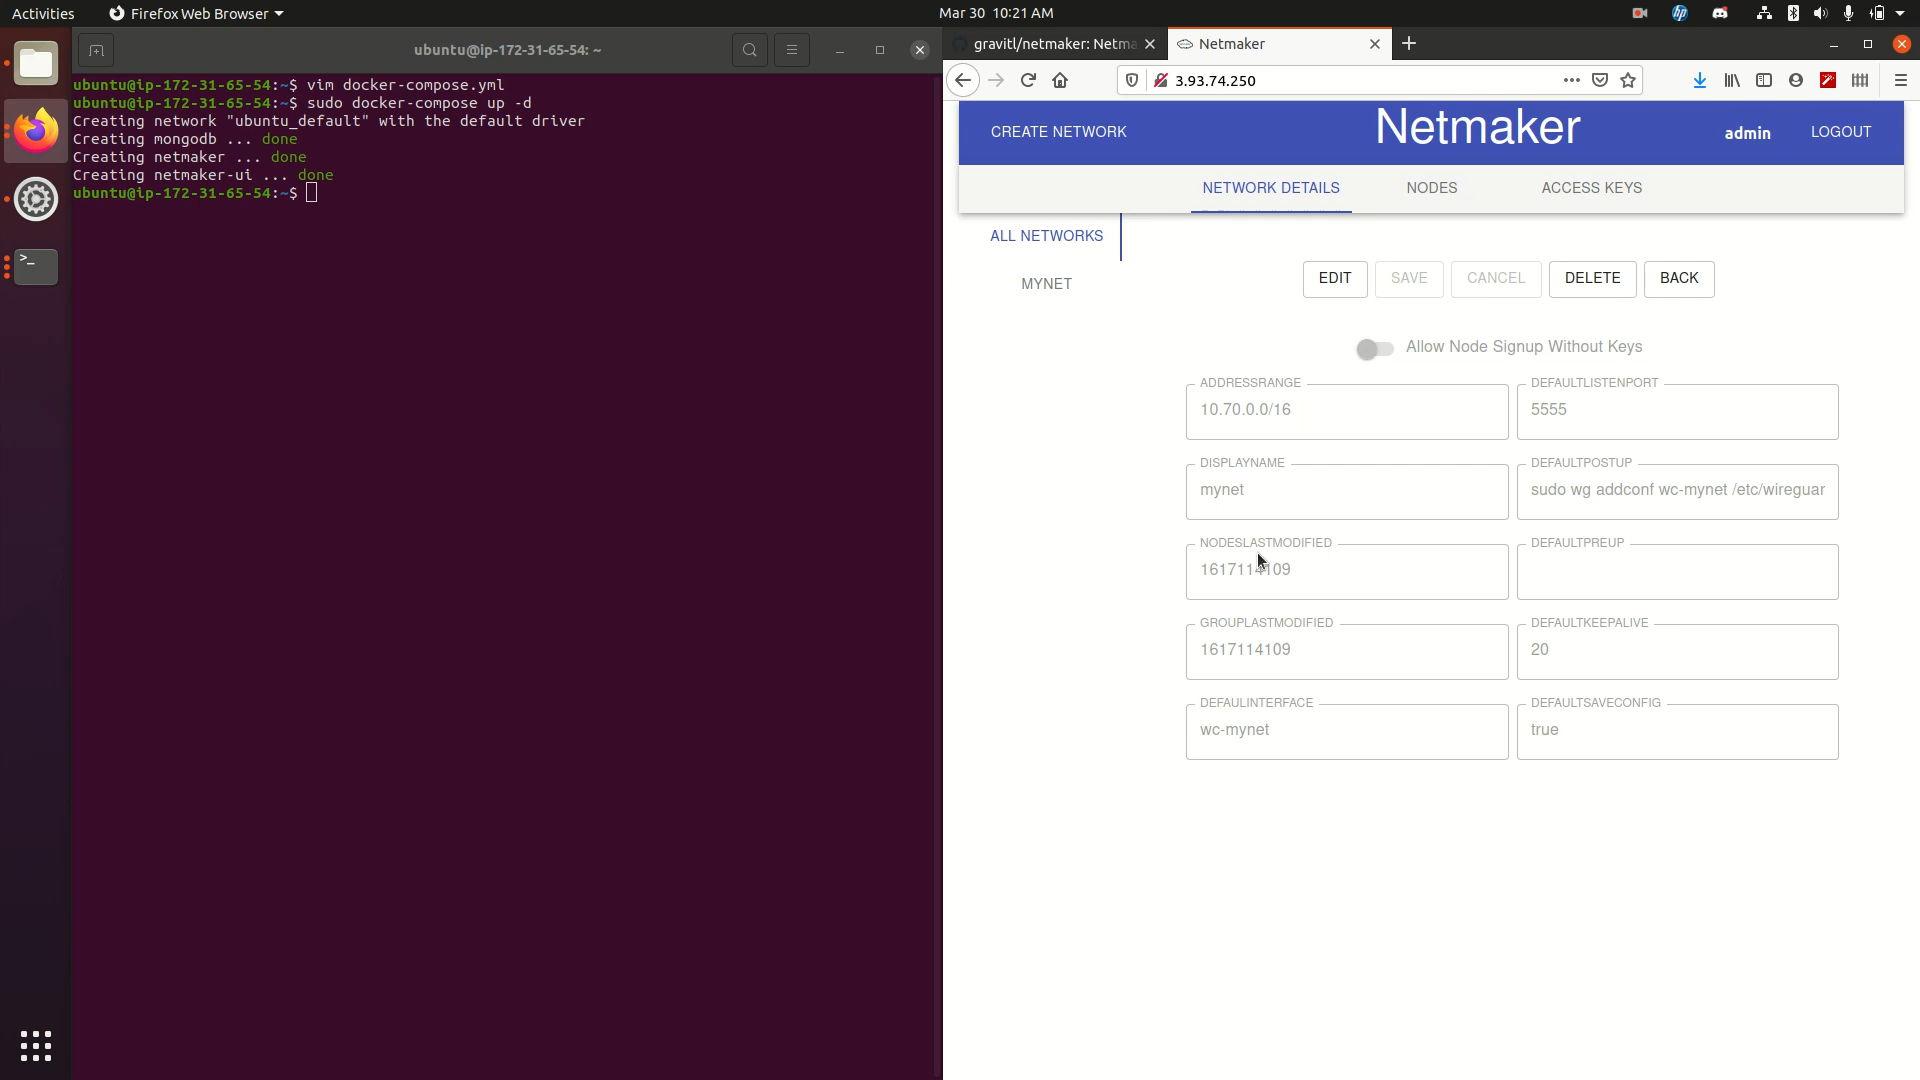 Activities
Firefox Web Browser
Mar 30 10:21 AM
ubuntu@ip-172-31-65-54: ~
ubuntu@ip-172-31-65-54:~$ vim docker-compose.yml
ubuntu@ip-172-31-65-54:~$ sudo docker-compose up -d
Creating network "ubuntu_default" with the default driver
Creating mongodb ... done
Creating netmaker ... done
Creating netmaker-ui ... done
ubuntu@ip-172-31-65-54:~$
gravitl/netmaker: Netma
Netmaker
3.93.74.250
CREATE NETWORK
Netmaker
admin
LOGOUT
NETWORK DETAILS
NODES
ACCESS KEYS
ALL NETWORKS
MYNET
EDIT
SAVE
CANCEL
DELETE
BACK
Allow Node Signup Without Keys
ADDRESSRANGE
10.70.0.0/16
DEFAULTLISTENPORT
5555
DISPLAYNAME
mynet
DEFAULTPOSTUP
sudo wg addconf wc-mynet /etc/wireguar
NODESLASTMODIFIED
1617114109
DEFAULTPREUP
GROUPLASTMODIFIED
1617114109
DEFAULTKEEPALIVE
20
DEFAULINTERFACE
wc-mynet
DEFAULTSAVECONFIG
true